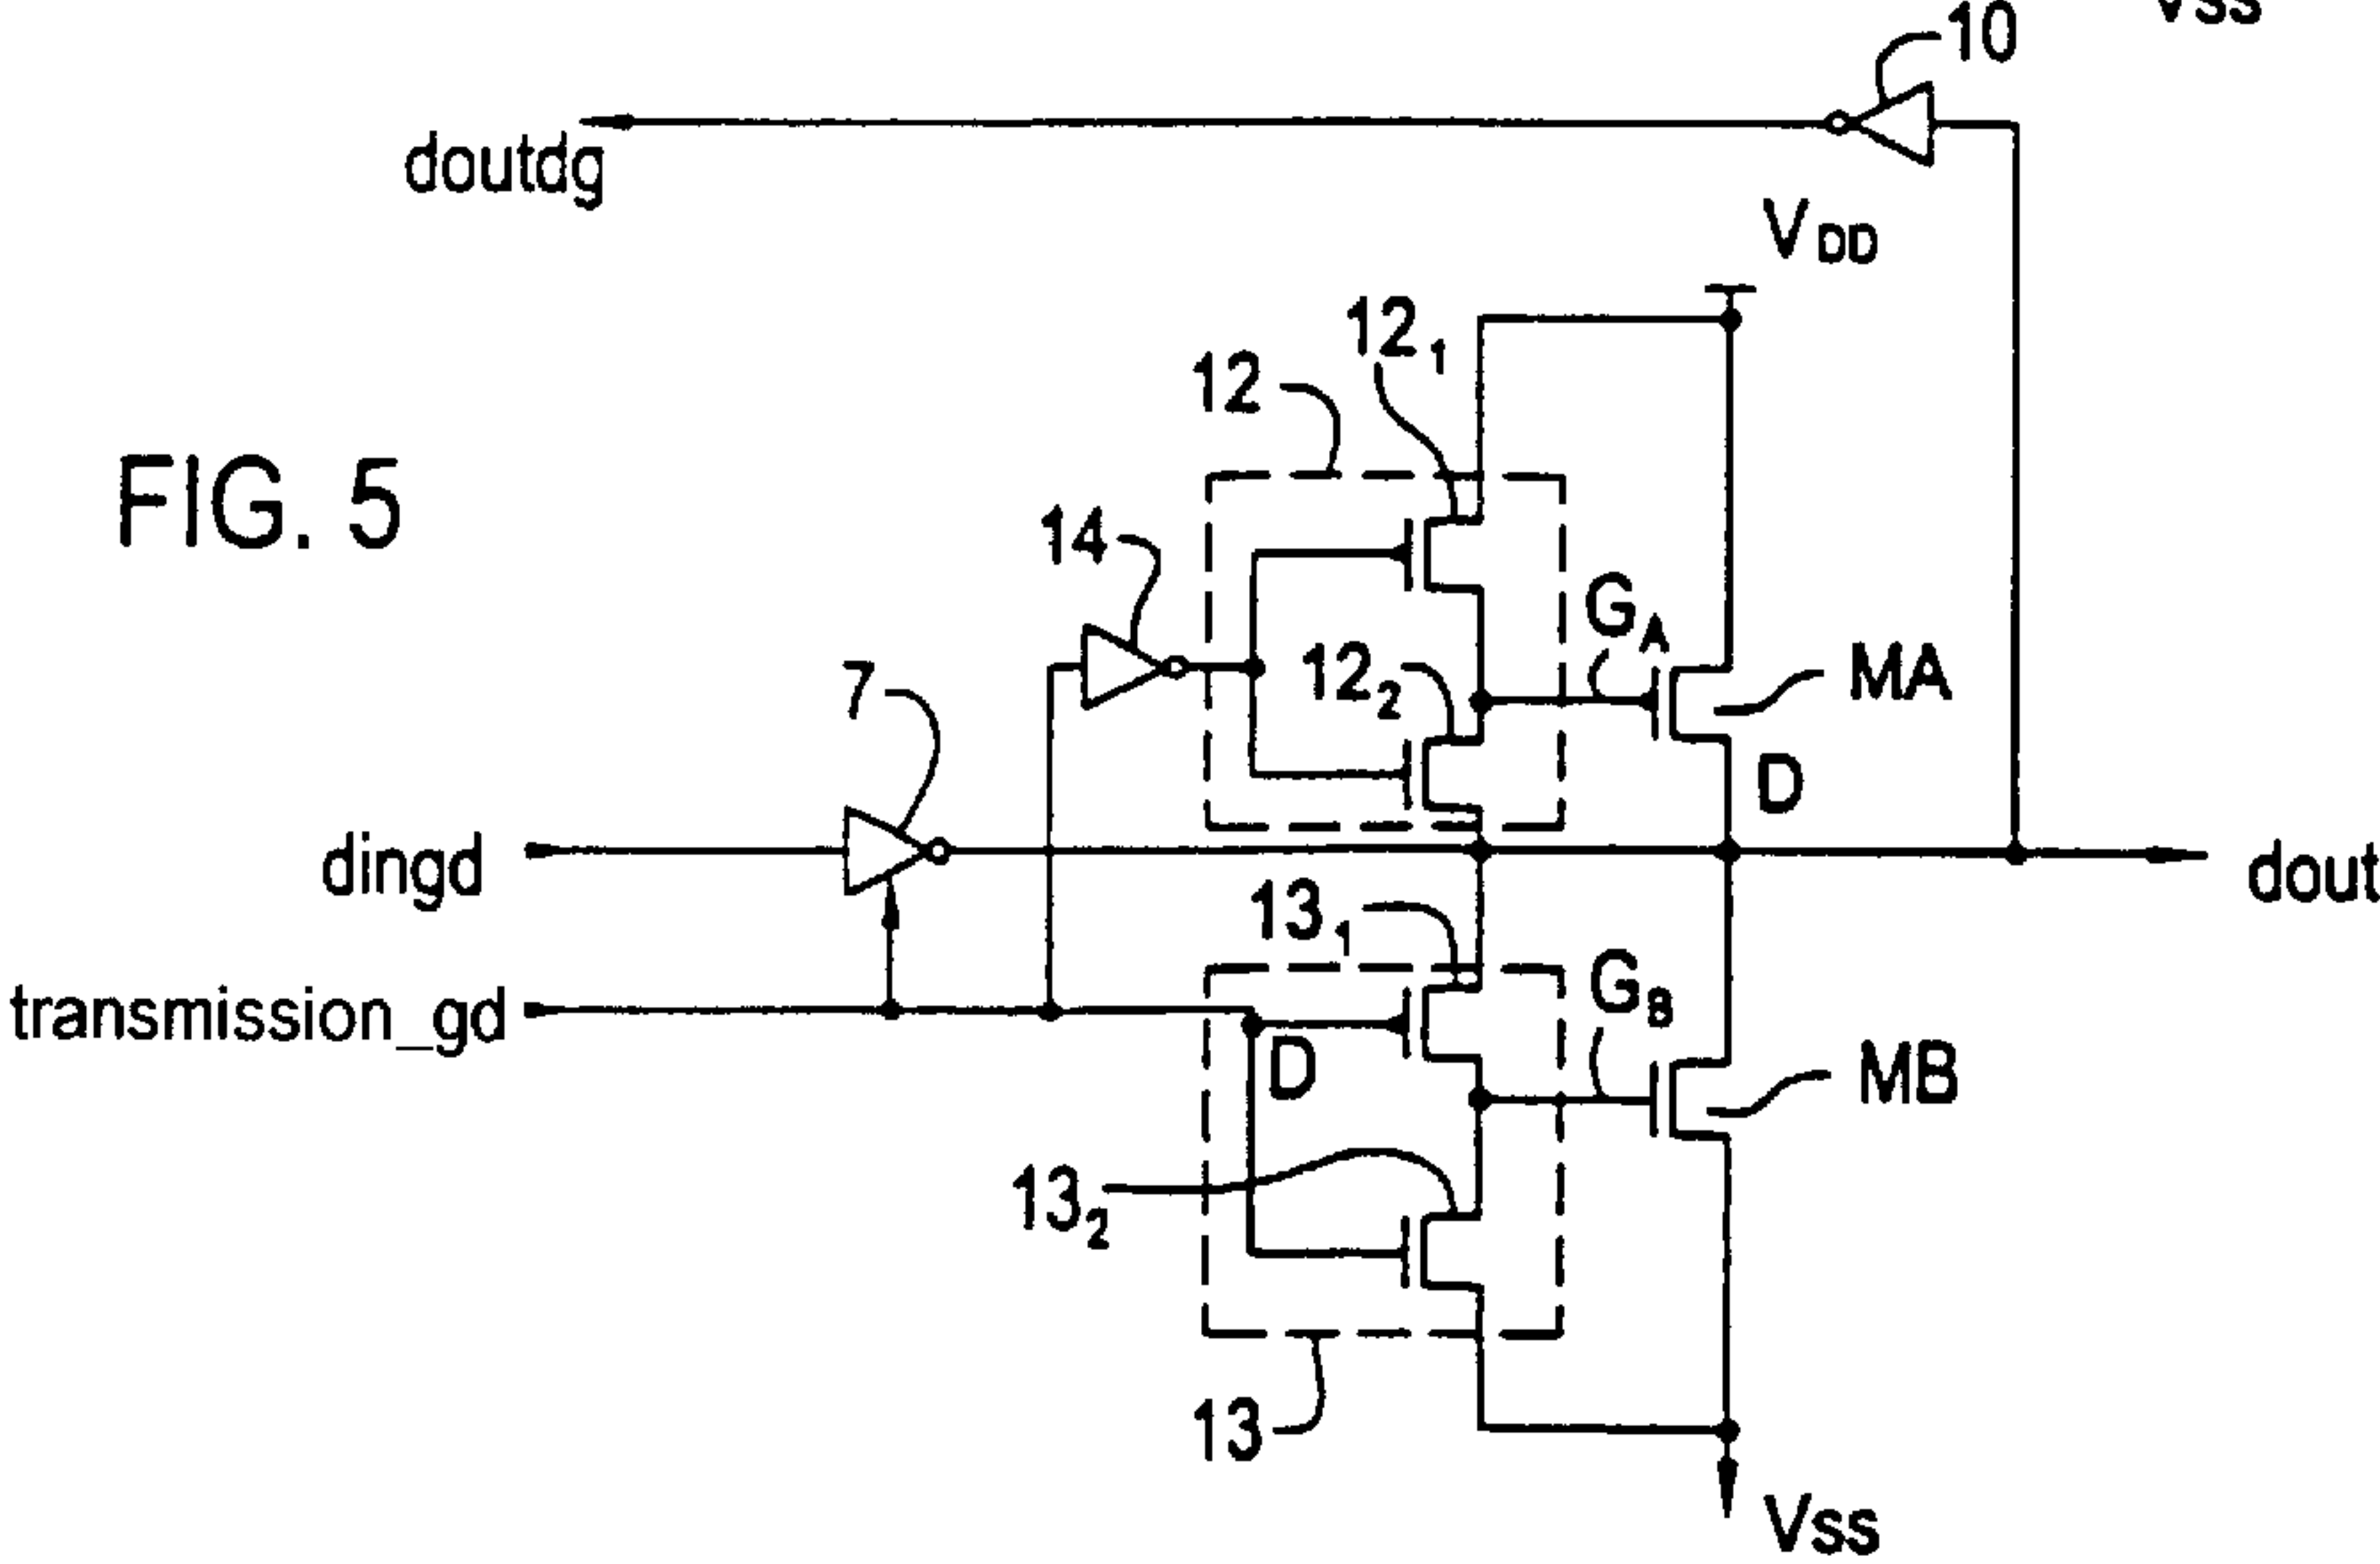 Vss
10
doutdg
VDD
12₁
12
FIG. 5
14
GA
12₂
MA
7
D
dingd
dout
13₁
GB
transmission_gd
D
MB
13₂
13
Vss